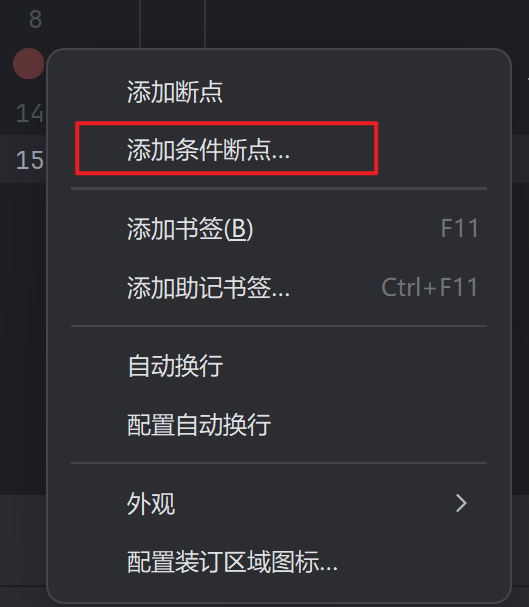 8
添加断点
14
添加条件断点...
15
添加书签(B) F11
添加助记书签... Ctrl+F11
自动换行
配置自动换行
外观
配置装订区域图标...